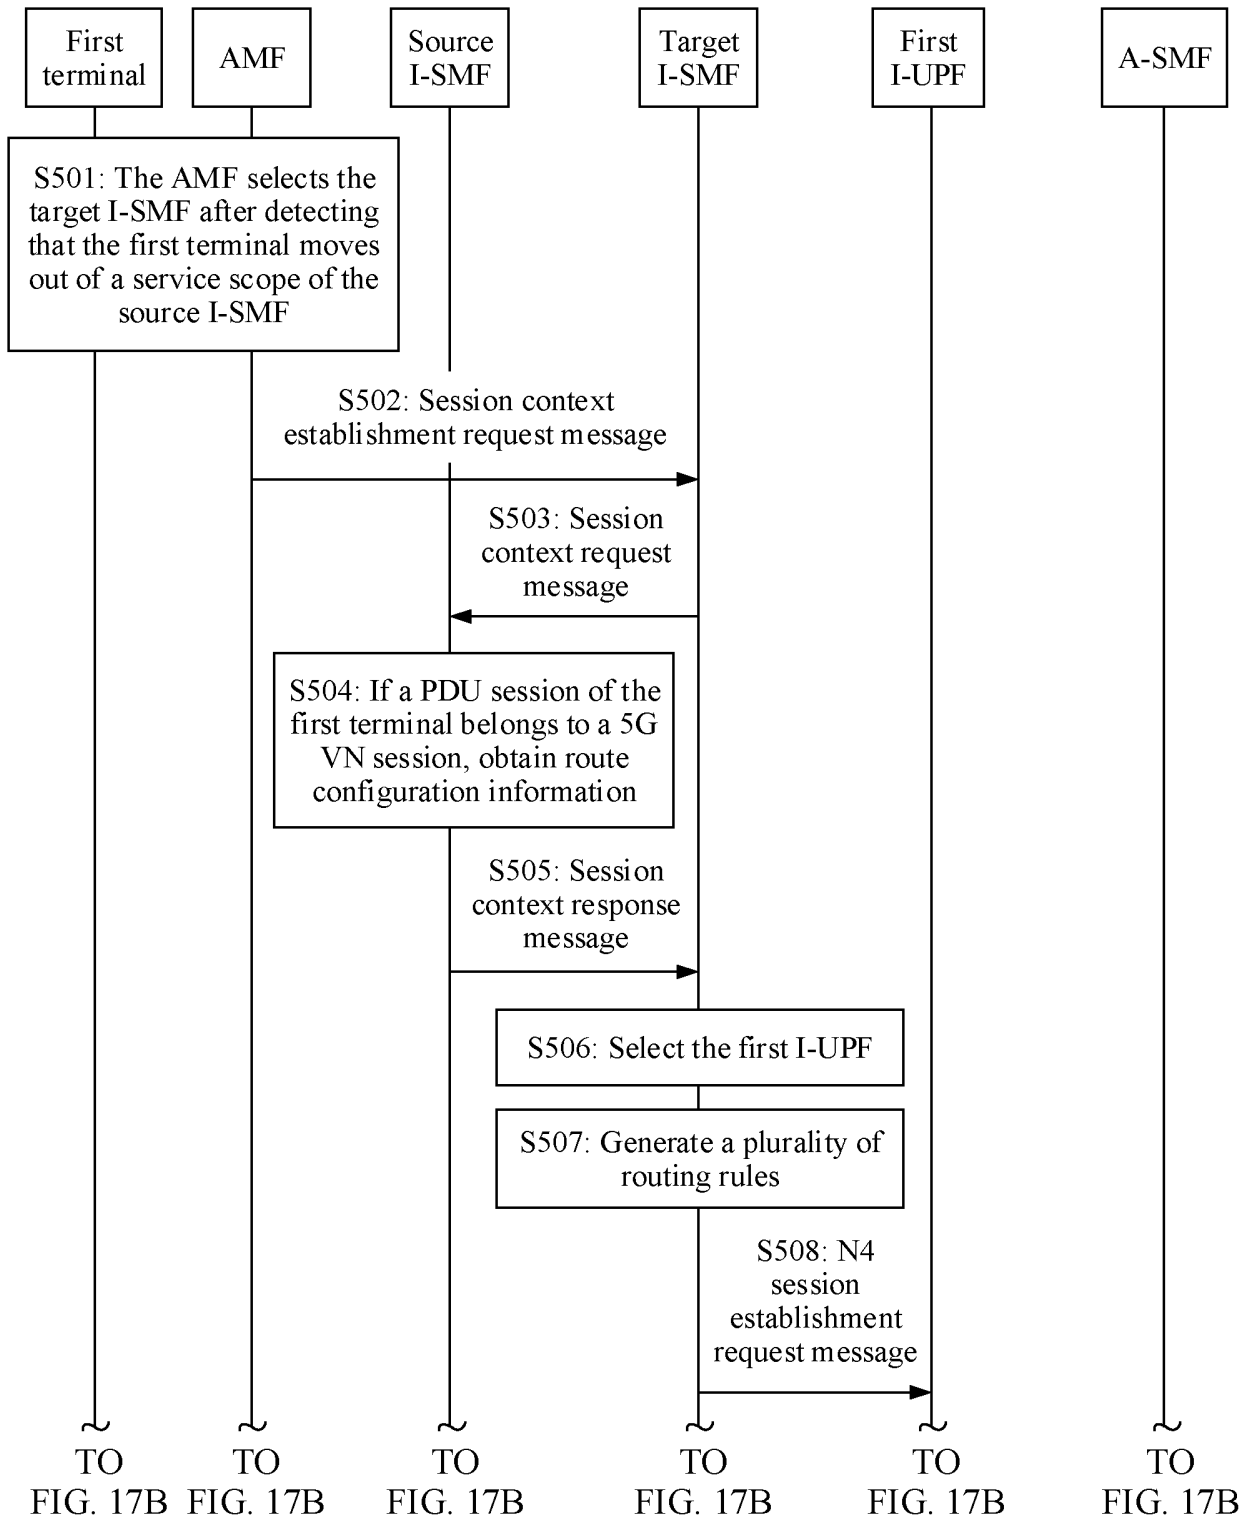 First
terminal
AMF
Source
I-SMF
Target
I-SMF
First
I-UPF
A-SMF
S501: The AMF selects the
target I-SMF after detecting
that the first terminal moves
out of a service scope of the
source I-SMF
S502: Session context
establishment request message
S503: Session
context request
message
S504: If a PDU session of the
first terminal belongs to a 5G
VN session, obtain route
configuration information
S505: Session
context response
message
S506: Select the first I-UPF
S507: Generate a plurality of
routing rules
S508: N4
session
establishment
request message
TO
FIG. 17B
TO
FIG. 17B
TO
FIG. 17B
TO
FIG. 17B
TO
FIG. 17B
TO
FIG. 17B